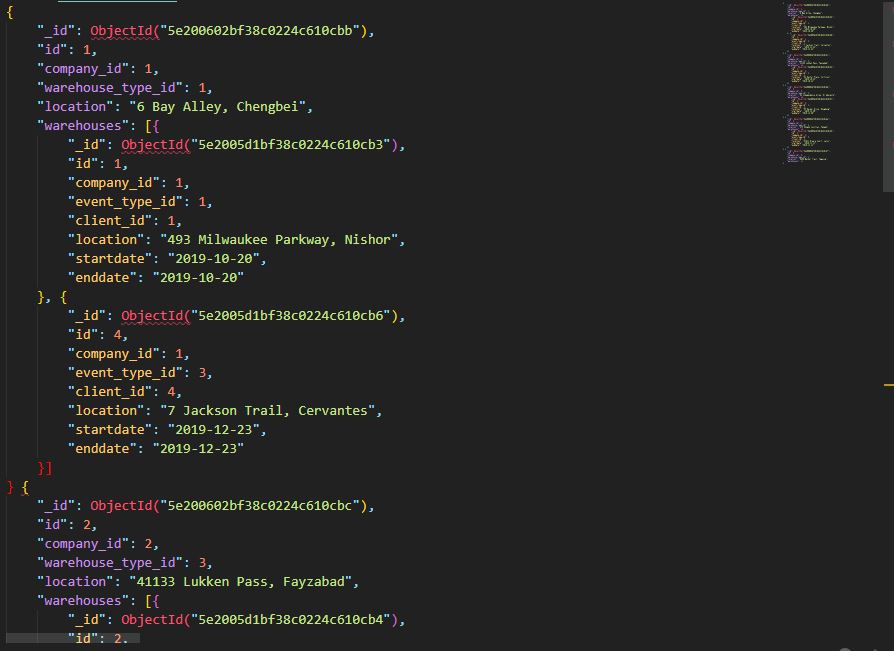 {
"_id": ObjectId("5e200602bf38c0224c610cbb"),
"id": 1,
"company_id": 1,
"warehouse_type_id": 1,
"location": "6 Bay Alley, Chengbei",
"warehouses": [{
"_id": ObjectId("5e2005d1bf38c0224c610cb3"),
"id": 1,
"company_id": 1,
"event_type_id": 1,
"client_id": 1,
"location": "493 Milwaukee Parkway, Nishor",
"startdate": "2019-10-20",
"enddate": "2019-10-20"
}, {
"_id": ObjectId("5e2005d1bf38c0224c610cb6"),
"id": 4,
"company_id": 1,
"event_type_id": 3,
"client_id": 4,
"location": "7 Jackson Trail, Cervantes",
"startdate": "2019-12-23",
"enddate": "2019-12-23"
}]
} {
"_id": ObjectId("5e200602bf38c0224c610cbc"),
"id": 2,
"company_id": 2,
"warehouse_type_id": 3,
"location": "41133 Lukken Pass, Fayzabad",
"warehouses": [{
"_id": ObjectId("5e2005d1bf38c0224c610cb4"),
"id": 2,